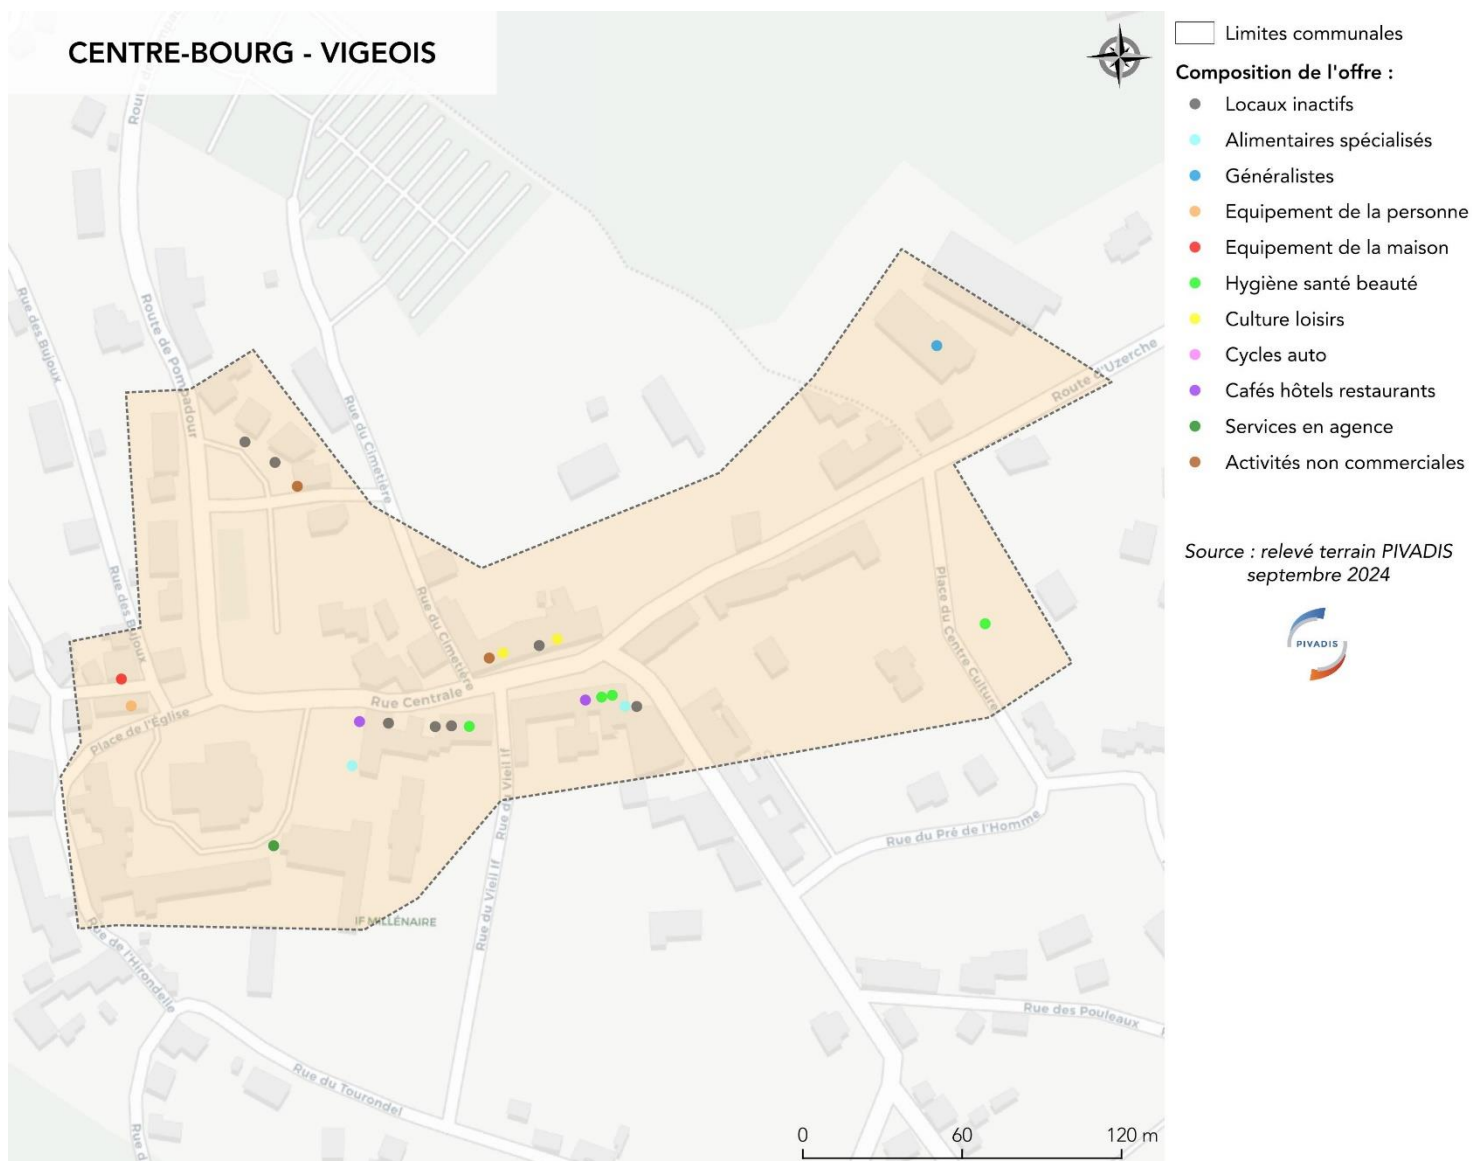 CENTRE-BOURG - VIGEOIS
Limites communales
Composition de l'offre :
Locaux inactifs
Alimentaires spécialisés
Généralistes
Equipement de la personne
Equipement de la maison
Hygiène santé beauté
Culture loisirs
Cycles auto
Cafés hôtels restaurants
Services en agence
Activités non commerciales
Source : relevé terrain PIVADIS
septembre 2024
PIVADIS
Rue des Bujoux
Route de Pompadour
Rue du Cimetière
Route d'Uzerche
Rue des Bujoux
Rue du Cimetière
Place du Centre Culture
Rue Centrale
Place de l'Église
Rue du Vieil If
Rue du Vieil If
Rue du Prè de l'Homme
IF MILLÉNAIRE
Rue de l'Hirondelle
Rue des Pouleaux
Rue du Tourondel
0 60 120 m